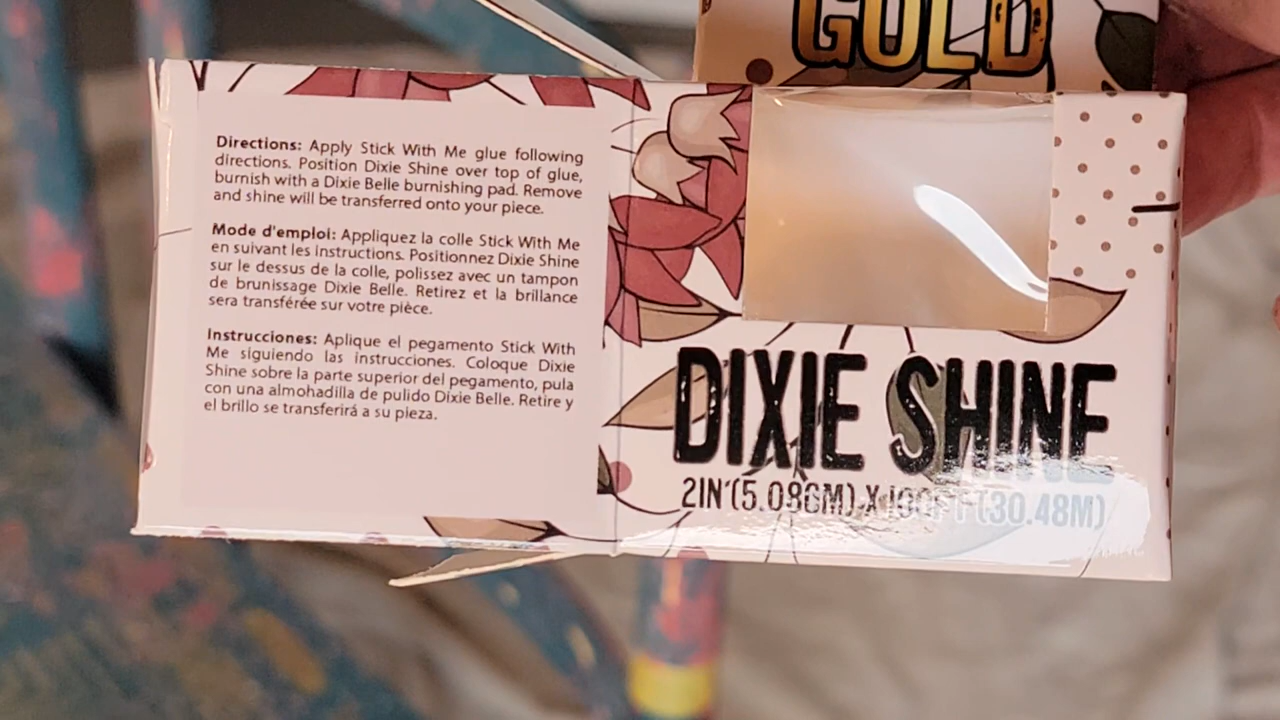 GOLD
Directions: Apply Stick With Me glue following
directions. Position Dixie Shine over top of glue,
burnish with a Dixie Belle burnishing pad. Remove
and shine will be transferred onto your piece.
Mode d'emploi: Appliquez la colle Stick With Me
en suivant les instructions. Positionnez Dixie Shine
sur le dessus de la colle, polissez avec un tampon
de brunissage Dixie Belle. Retirez et la brillance
sera transférée sur votre pièce.
Instrucciones: Aplique el pegamento Stick With
Me siguiendo las instrucciones. Coloque Dixie
Shine sobre la parte superior del pegamento, pula
con una almohadilla de pulido Dixie Belle. Retire y
el brillo se transferirá a su pieza.
DIXIE SHINE
2IN"(5.08CM) X 100FT(30.48M)